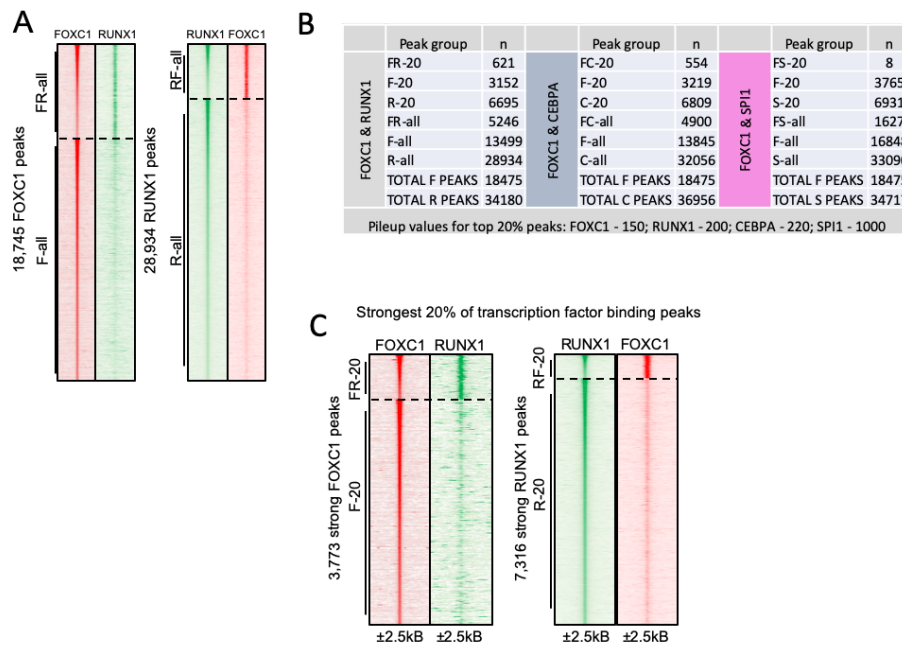 A
FOXC1 RUNX1
RUNX1 FOXC1
FR-all
F-all
18,745 FOXC1 peaks
RF-all
R-all
28,934 RUNX1 peaks
B
Peak group n Peak group n Peak group n
FOXC1 & RUNX1
FOXC1 & CEBPA
FOXC1 & SPI1
FR-20 621 FC-20 554 FS-20 8
F-20 3152 F-20 3219 F-20 3765
R-20 6695 C-20 6809 S-20 6931
FR-all 5246 FC-all 4900 FS-all 1627
F-all 13499 F-all 13845 F-all 16848
R-all 28934 C-all 32056 S-all 33090
TOTAL F PEAKS 18475 TOTAL F PEAKS 18475 TOTAL F PEAKS 18475
TOTAL R PEAKS 34180 TOTAL C PEAKS 36956 TOTAL S PEAKS
Pileup values for top 20% peaks: FOXC1 - 150; RUNX1 - 200; CEBPA - 220; SPI1 - 1000
C
Strongest 20% of transcription factor binding peaks
FOXC1 RUNX1
RUNX1 FOXC1
FR-20
F-20
3,773 strong FOXC1 peaks
RF-20
R-20
7,316 strong RUNX1 peaks
±2.5kB ±2.5kB
±2.5kB ±2.5kB